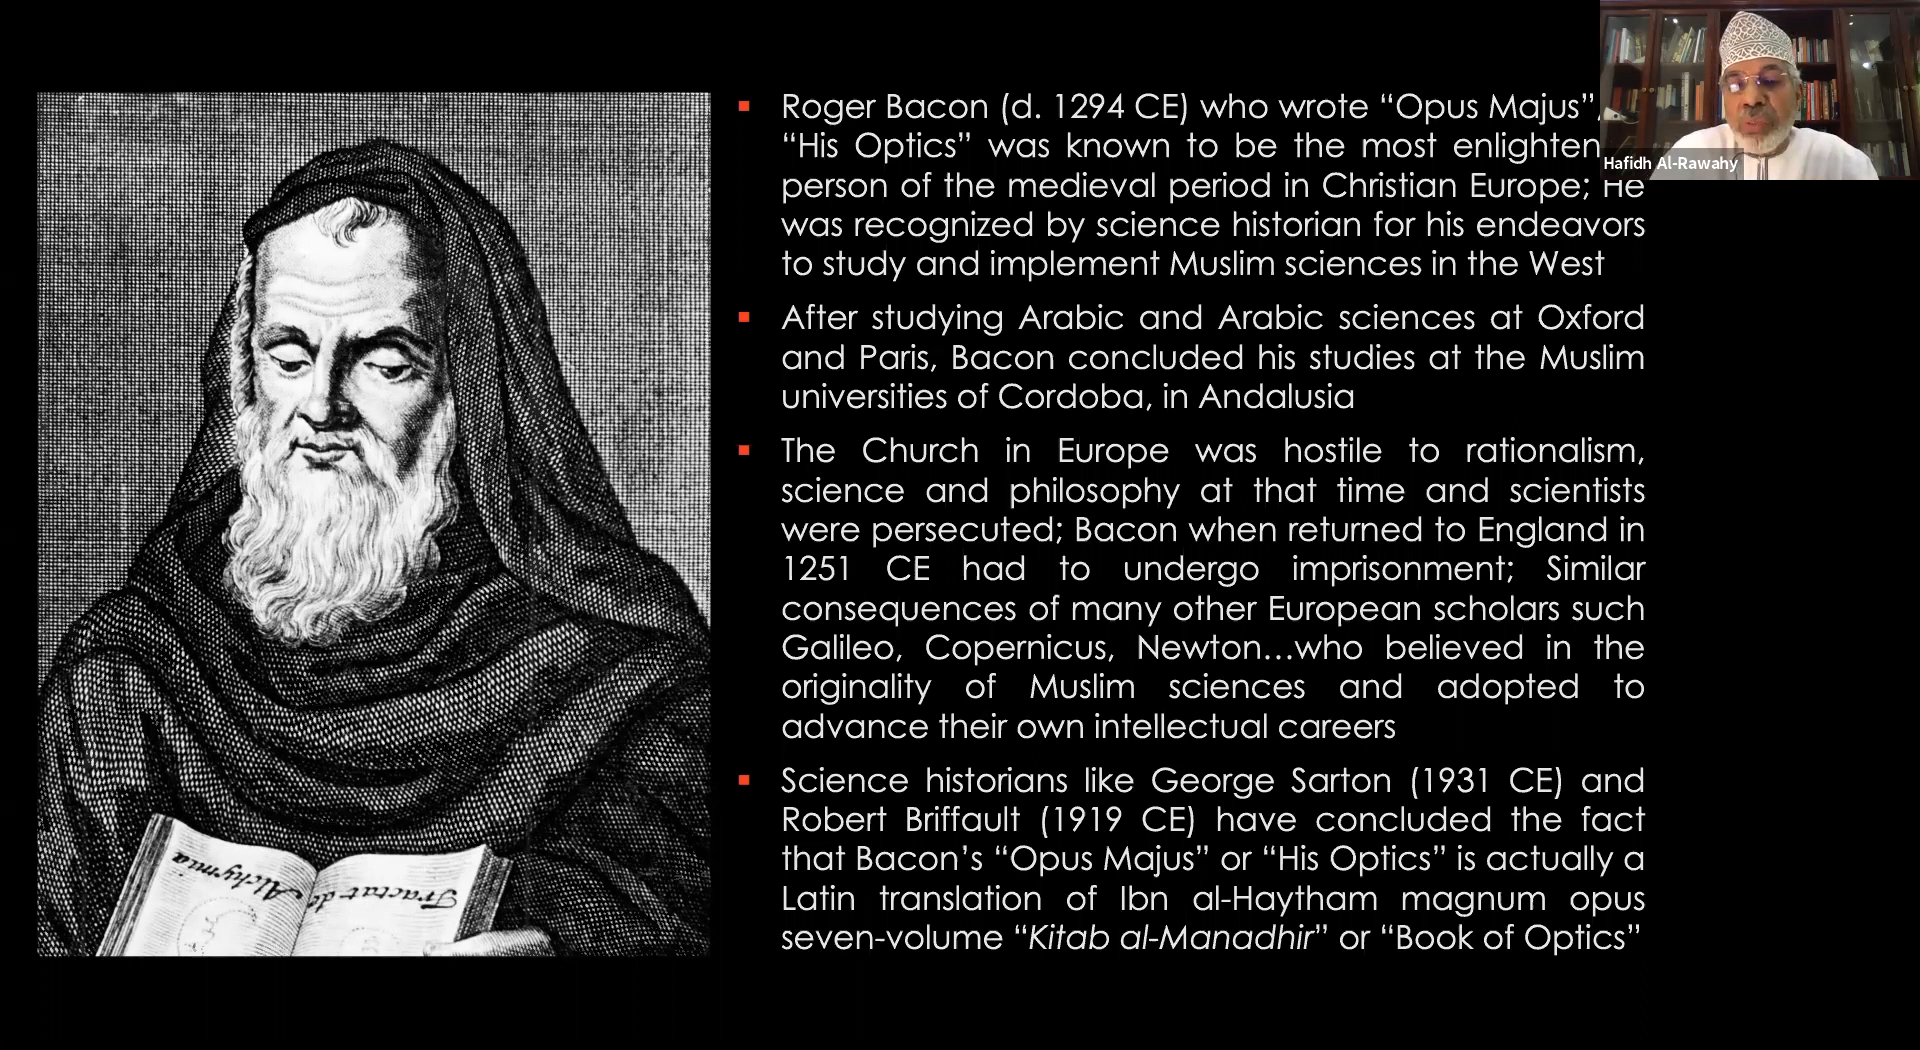 Roger Bacon (d. 1294 CE) who wrote “Opus Majus”,
“His Optics” was known to be the most
person of the medieval period in Christian Europe; He
was recognized by science historian for his endeavors
to study and implement Muslim sciences in the West
After studying Arabic and Arabic sciences at Oxford
and Paris, Bacon concluded his studies at the Muslim
universities of Cordoba, in Andalusia
The Church in Europe was hostile to rationalism,
science and philosophy at that time and scientists
were persecuted; Bacon when returned to England in
1251 CE had to undergo imprisonment; Similar
consequences of many other European scholars such
Galileo, Copernicus, Newton…who believed in the
originality of Muslim sciences and adopted to
advance their own intellectual careers
Science historians like George Sarton (1931 CE) and
Robert Briffault (1919 CE) have concluded the fact
that Bacon’s “Opus Majus” or “His Optics” is actually a
Latin translation of Ibn al-Haytham magnum opus
seven-volume “Kitab al-Manadhir” or “Book of Optics”
Hafidh Al-Rawahy
Tractat de Alchymia